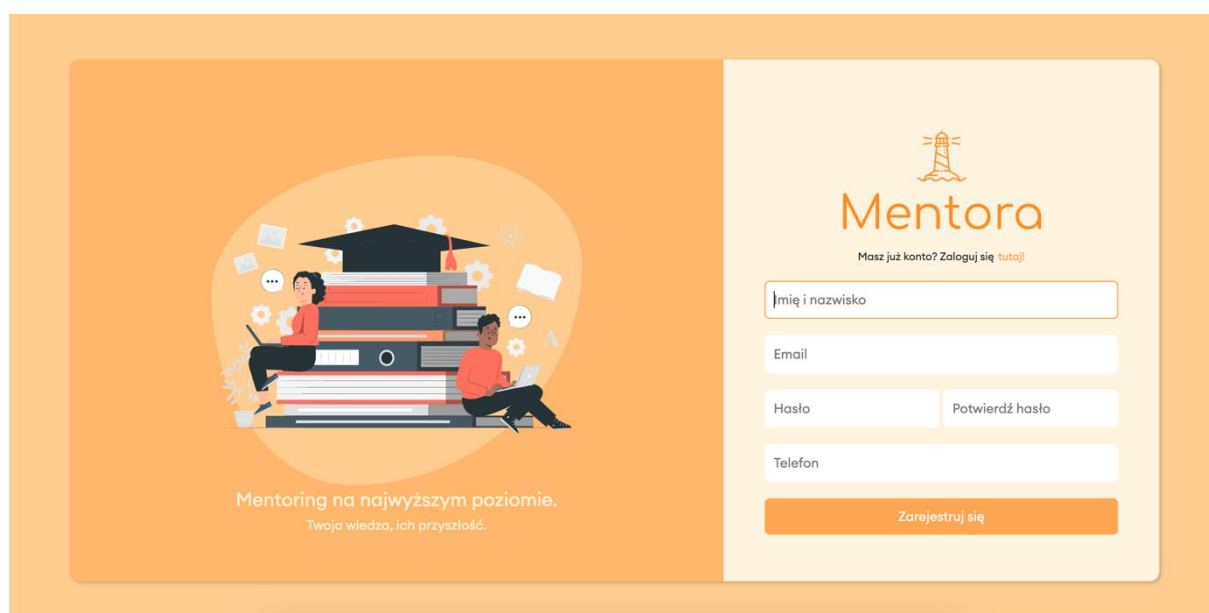 Mentoring na najwyższym poziomie.
Twoja wiedza, ich przyszłość.
Mentora
Masz już konto? Zaloguj się tutaj!
Imię i nazwisko
Email
Hasło Potwierdź hasło
Telefon
Zarejestruj się